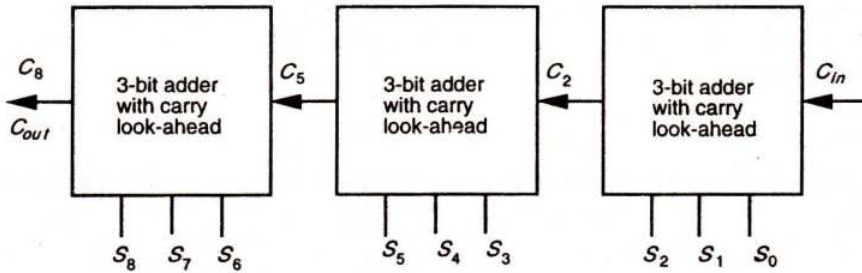 C8
Cout
3-bit adder
with carry
look-ahead
C5
3-bit adder
with carry
look-ahead
C2
3-bit adder
with carry
look-ahead
Cin
S8 S7 S6
S5 S4 S3
S2 S1 S0